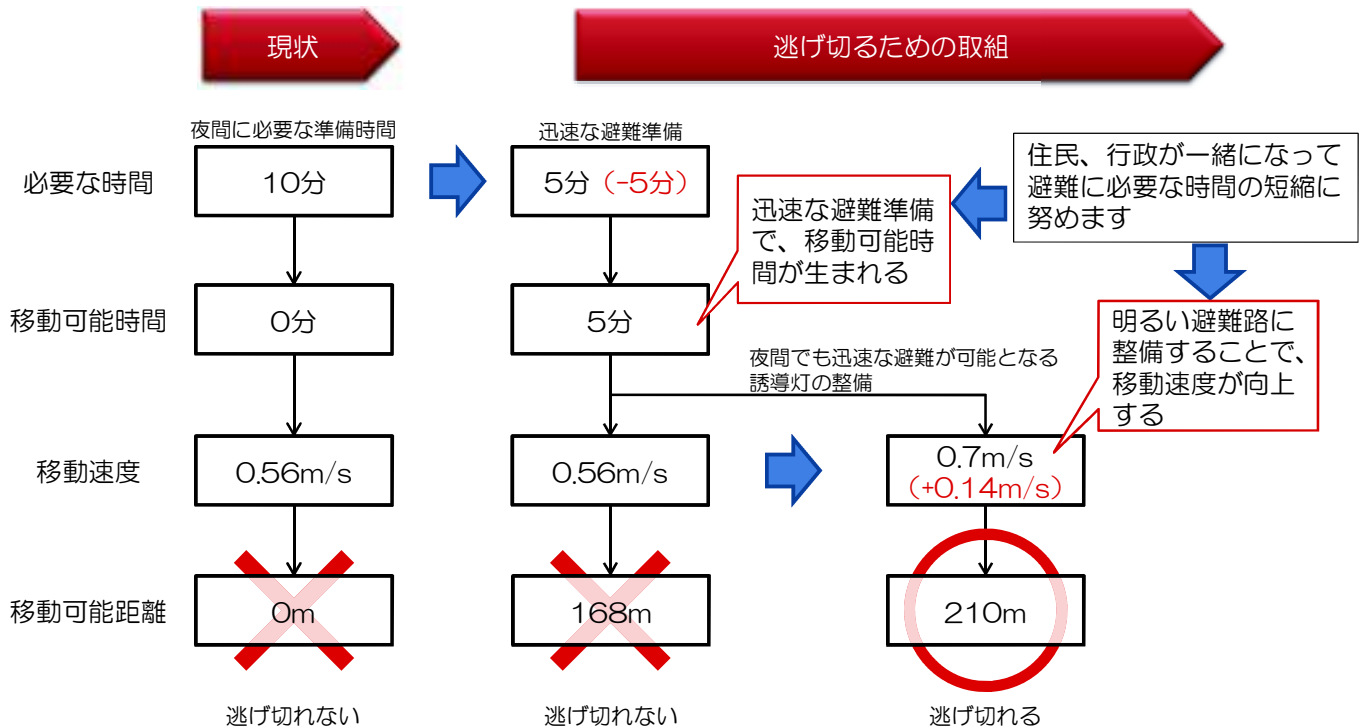 現状
逃げ切るための取組
夜間に必要な準備時間
迅速な避難準備
必要な時間
10分
5分（-5分）
住民、行政が一緒になって
避難に必要な時間の短縮に
努めます
迅速な避難準備
で、移動可能時
間が生まれる
移動可能時間
0分
5分
明るい避難路に
整備することで、
移動速度が向上
する
夜間でも迅速な避難が可能となる
誘導灯の整備
移動速度
0.56m/s
0.56m/s
0.7m/s
（+0.14m/s）
移動可能距離
0m
168m
210m
逃げ切れない
逃げ切れない
逃げ切れる